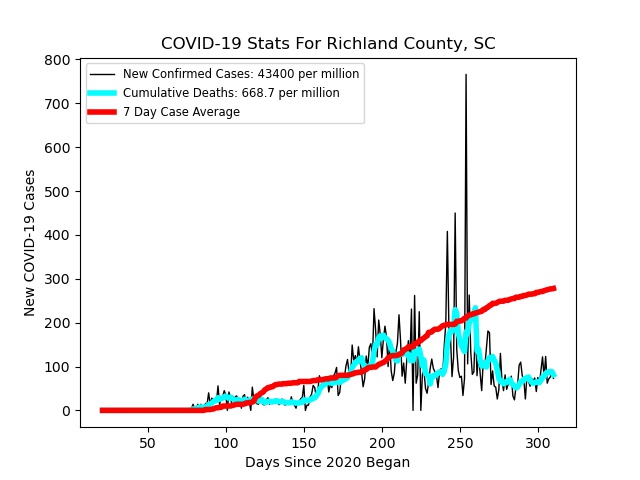 COVID-19 Stats For Richland County, SC
New Confirmed Cases: 43400 per million
Cumulative Deaths: 668.7 per million
7 Day Case Average
800
700
600
500
400
300
200
100
0
New COVID-19 Cases
50 100 150 200 250 300
Days Since 2020 Began